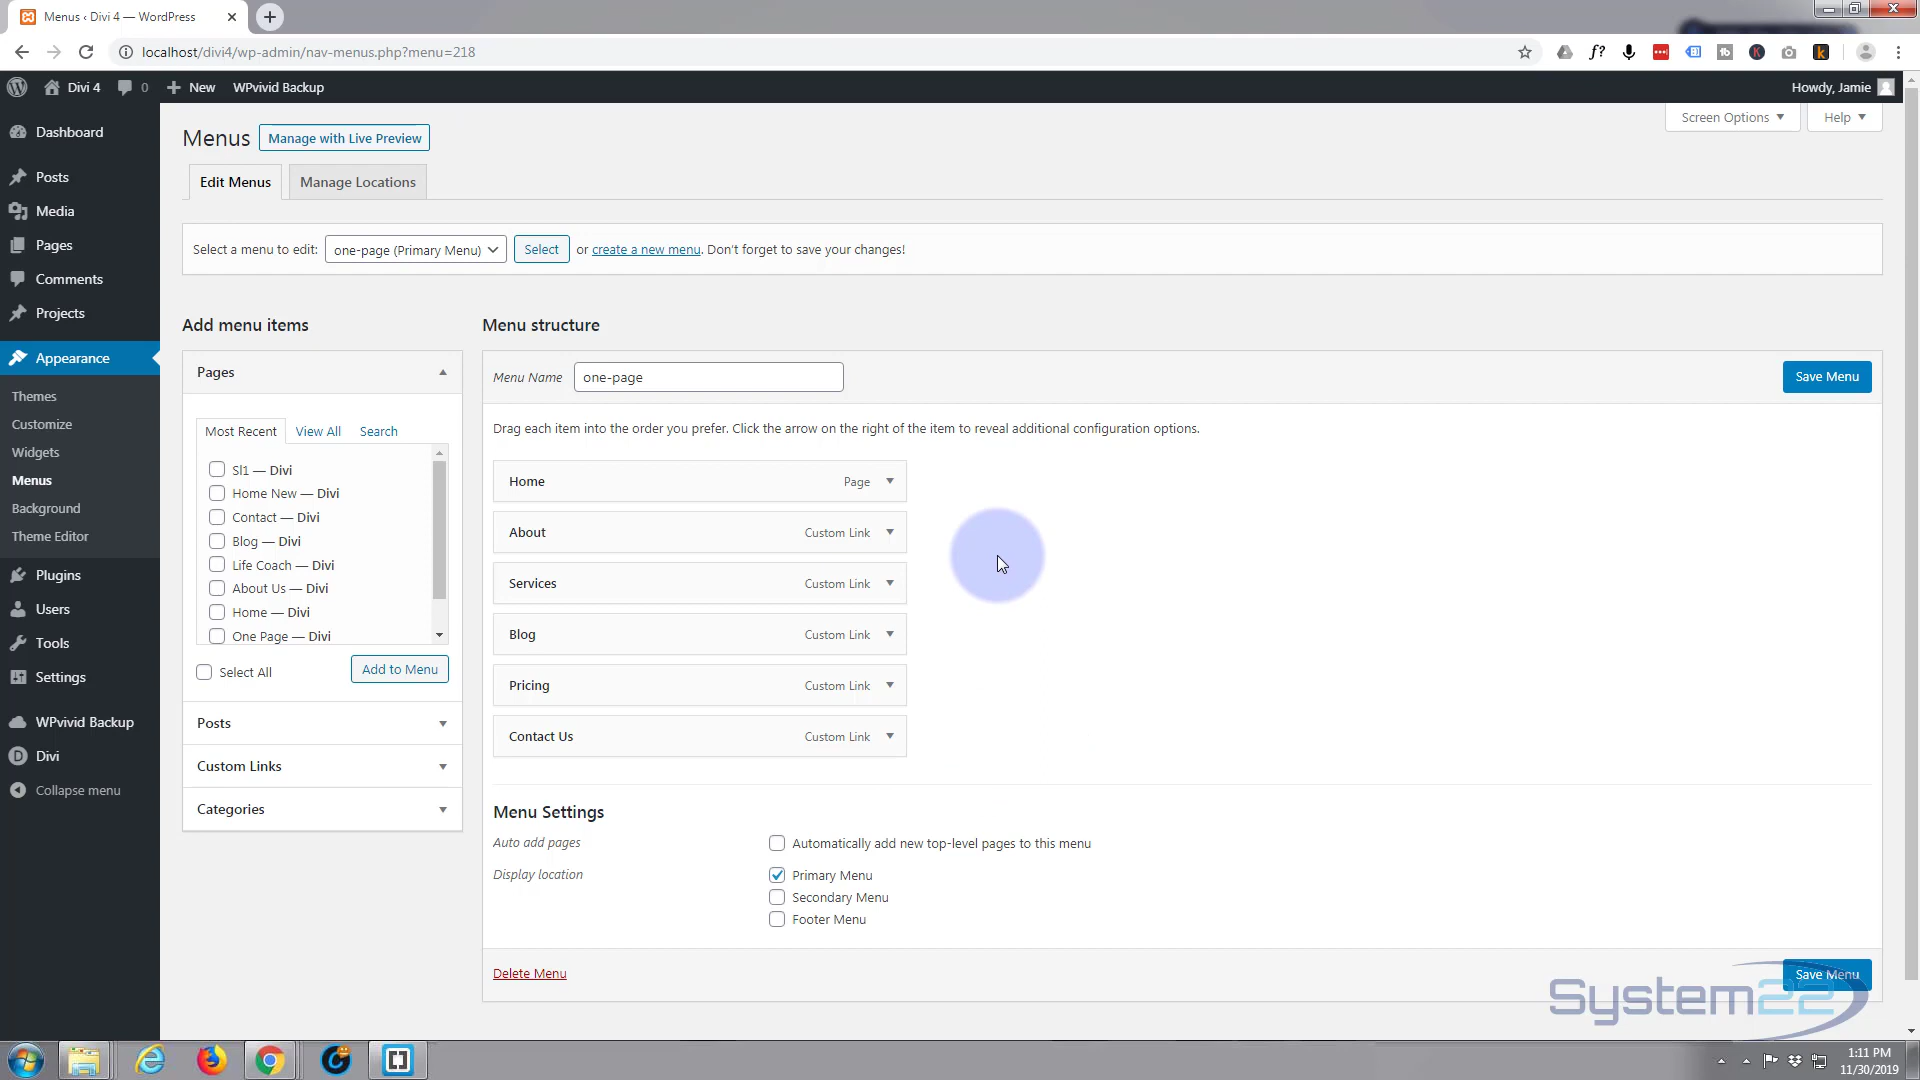 Menus ‹ Divi 4 — WordPress
localhost/divi4/wp-admin/nav-menus.php?menu=218
Divi 4
0
New
WPvivid Backup
Howdy, Jamie
Dashboard
Posts
Media
Pages
Comments
Projects
Appearance
Themes
Customize
Widgets
Menus
Background
Theme Editor
Plugins
Users
Tools
Settings
WPvivid Backup
Divi
Collapse menu
Screen Options
Help
Menus
Manage with Live Preview
Edit Menus
Manage Locations
Select a menu to edit: one-page (Primary Menu) Select or create a new menu. Don't forget to save your changes!
Add menu items
Pages
Most Recent View All Search
Sl1 — Divi
Home New — Divi
Contact — Divi
Blog — Divi
Life Coach — Divi
About Us — Divi
Home — Divi
One Page — Divi
Select All
Add to Menu
Posts
Custom Links
Categories
Menu structure
Menu Name one-page
Save Menu
Drag each item into the order you prefer. Click the arrow on the right of the item to reveal additional configuration options.
Home Page
About Custom Link
Services Custom Link
Blog Custom Link
Pricing Custom Link
Contact Us Custom Link
Menu Settings
Auto add pages
Automatically add new top-level pages to this menu
Display location
Primary Menu
Secondary Menu
Footer Menu
Delete Menu
Save Menu
System22
1:11 PM
11/30/2019